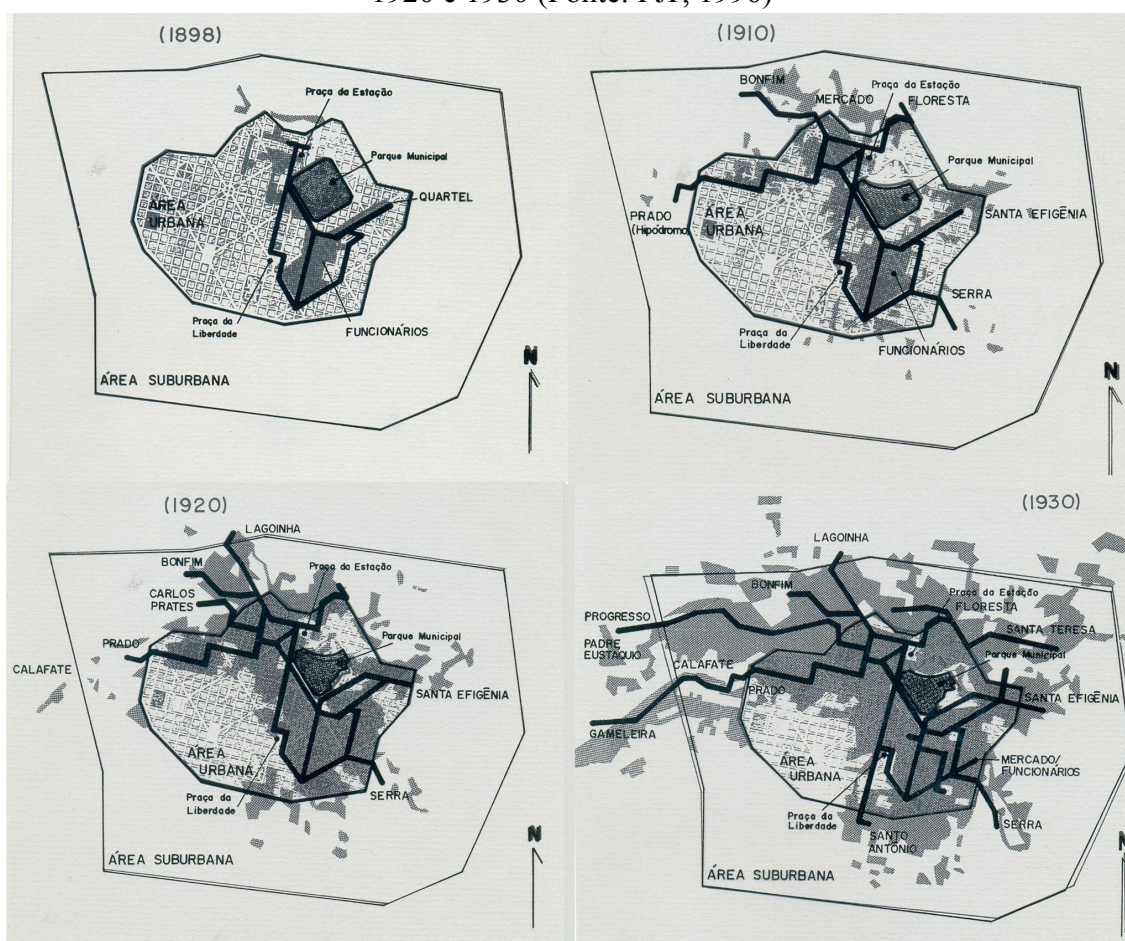 1920 e 1930 (Fonte: FJP, 1996)
(1898)
Praça da Estação
Parque Municipal
QUARTEL
ÁREA
URBANA
Praça da
Liberdade
FUNCIONÁRIOS
ÁREA SUBURBANA
N
(1910)
BONFIM
Praça da Estação
MERCADO
FLORESTA
Parque Municipal
PRADO
(Hipódromo)
ÁREA
URBANA
SANTA EFIGÊNIA
SERRA
Praça da
Liberdade
FUNCIONÁRIOS
ÁREA SUBURBANA
N
(1920)
LAGOINHA
BONFIM
Praça da Estação
CARLOS
PRATES
Parque Municipal
PRADO
CALAFATE
SANTA EFIGÊNIA
ÁREA
URBANA
Praça da
Liberdade
SERRA
ÁREA SUBURBANA
N
(1930)
LAGOINHA
BONFIM
Praça da Estação
FLORESTA
PROGRESSO
SANTA TERESA
PADRE
EUSTÁQUIO
Parque Municipal
CALAFATE
PRADO
SANTA EFIGÊNIA
GAMELEIRA
ÁREA
URBANA
MERCADO/
FUNCIONÁRIOS
Praça da
Liberdade
SERRA
SANTO
ANTÔNIO
ÁREA SUBURBANA
N